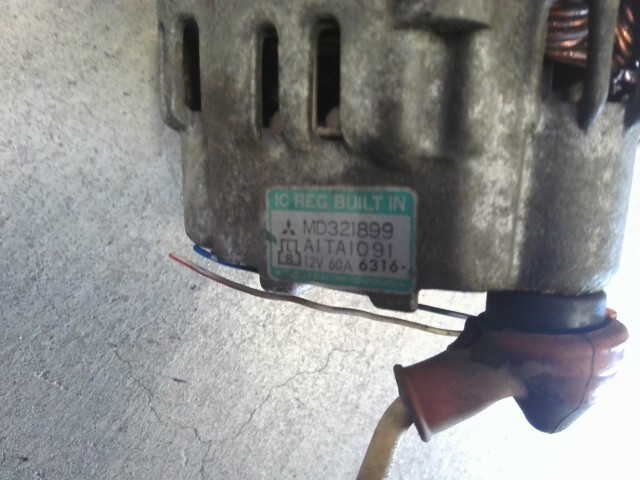 IC REG BUILT IN
MD321899
A1TA1091
L
B
12V 60A 6316-